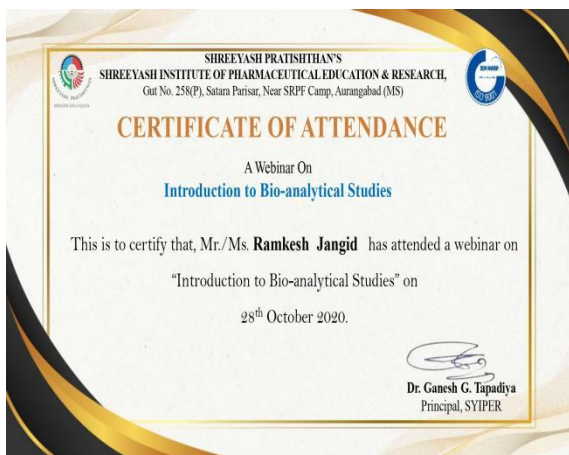 SHREEYASH PRATISHTHAN'S
SHREEYASH INSTITUTE OF PHARMACEUTICAL EDUCATION & RESEARCH,
Gut No. 258(P), Satara Parisar, Near SRPF Camp, Aurangabad (MS)
CERTIFICATE OF ATTENDANCE
A Webinar On
Introduction to Bio-analytical Studies
This is to certify that, Mr./Ms. Ramkesh Jangid has attended a webinar on
“Introduction to Bio-analytical Studies” on
28th October 2020.
Dr. Ganesh G. Tapadiya
Principal, SYIPER
ISO 9001